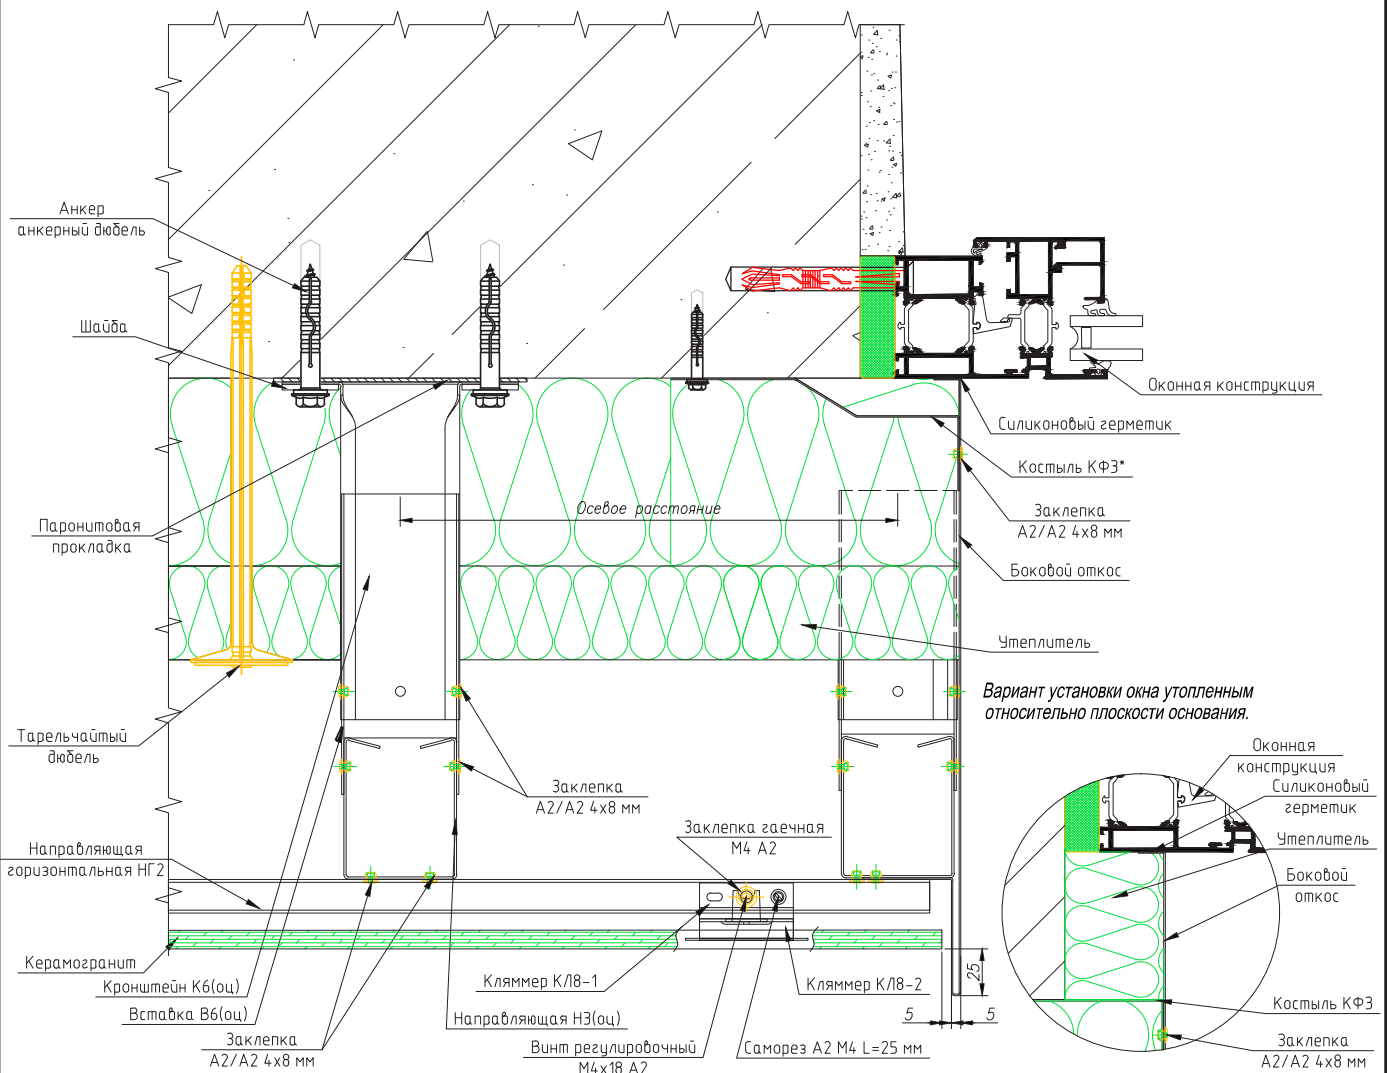 Анкер
анкерный дюбель
Шайба
Оконная конструкция
Силиконовый герметик
Костыль КФ3*
Осевое расстояние
Заклепка
А2/А2 4х8 мм
Паронитовая
прокладка
Боковой откос
Утеплитель
Вариант установки окна утопленным
относительно плоскости основания.
Тарельчайтый
дюбель
Оконная
конструкция
Силиконовый
герметик
Заклепка
А2/А2 4х8 мм
Заклепка гаечная
М4 А2
Утеплитель
Направляющая
горизонтальная НГ2
Боковой
откос
Керамогранит
Кронштейн К6(оц)
Вставка В6(оц)
Кляммер К/18-1
Кляммер К/18-2
25
Костыль КФ3
Заклепка
А2/А2 4х8 мм
Направляющая Н3(оц)
5
5
Винт регулировочный
М4х18 А2
Саморез А2 М4 L=25 мм
Заклепка
А2/А2 4х8 мм